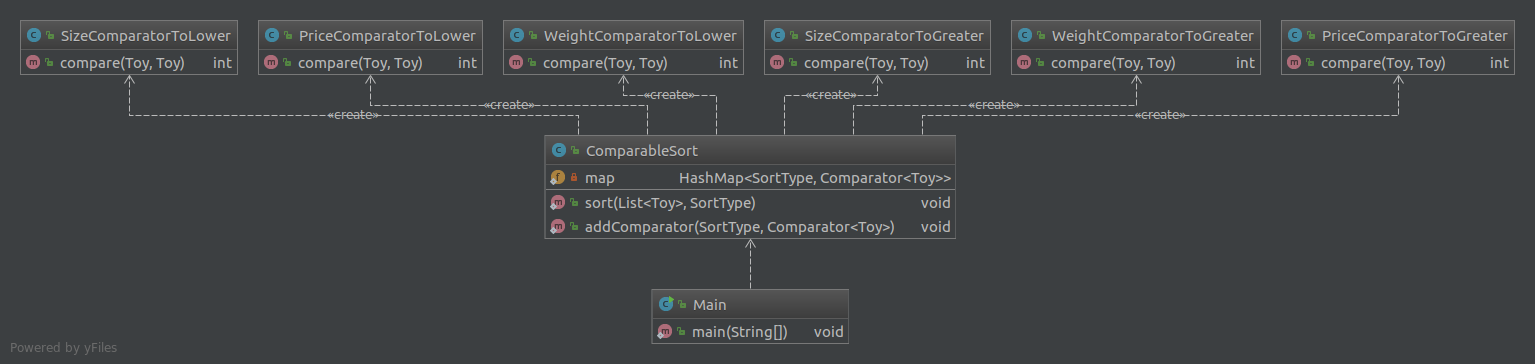 SizeComparatorToLower
compare(Toy, Toy) int
PriceComparatorToLower
compare(Toy, Toy) int
WeightComparatorToLower
compare(Toy, Toy) int
SizeComparatorToGreater
compare(Toy, Toy) int
WeightComparatorToGreater
compare(Toy, Toy) int
PriceComparatorToGreater
compare(Toy, Toy) int
«create»
«create»
«create»
«create»
«create»
«create»
ComparableSort
map HashMap<SortType, Comparator<Toy>>
sort(List<Toy>, SortType) void
addComparator(SortType, Comparator<Toy>) void
Main
main(String[]) void
Powered by yFiles